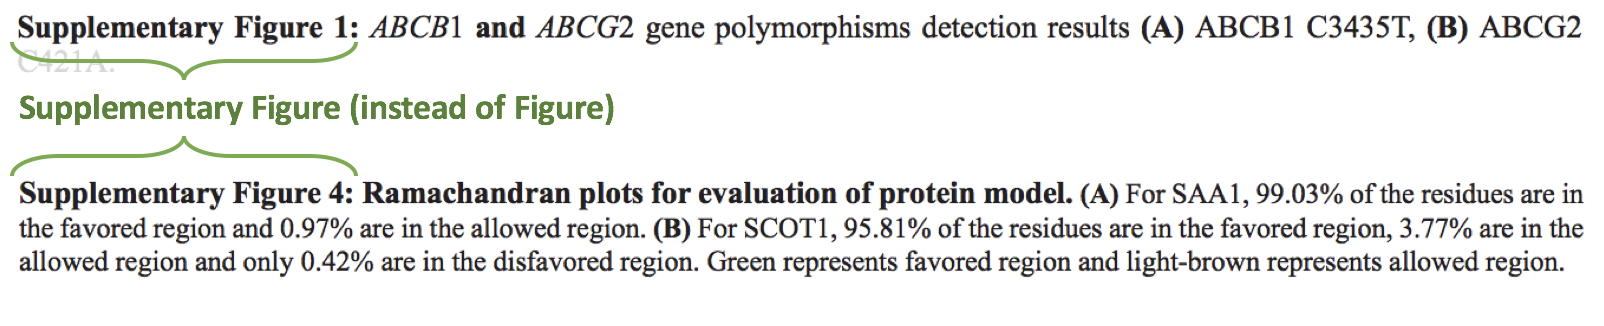 Supplementary Figure 1: ABCB1 and ABCG2 gene polymorphisms detection results (A) ABCB1 C3435T, (B) ABCG2
C421A.
Supplementary Figure (instead of Figure)
Supplementary Figure 4: Ramachandran plots for evaluation of protein model. (A) For SAA1, 99.03% of the residues are in
the favored region and 0.97% are in the allowed region. (B) For SCOT1, 95.81% of the residues are in the favored region, 3.77% are in the
allowed region and only 0.42% are in the disfavored region. Green represents favored region and light-brown represents allowed region.